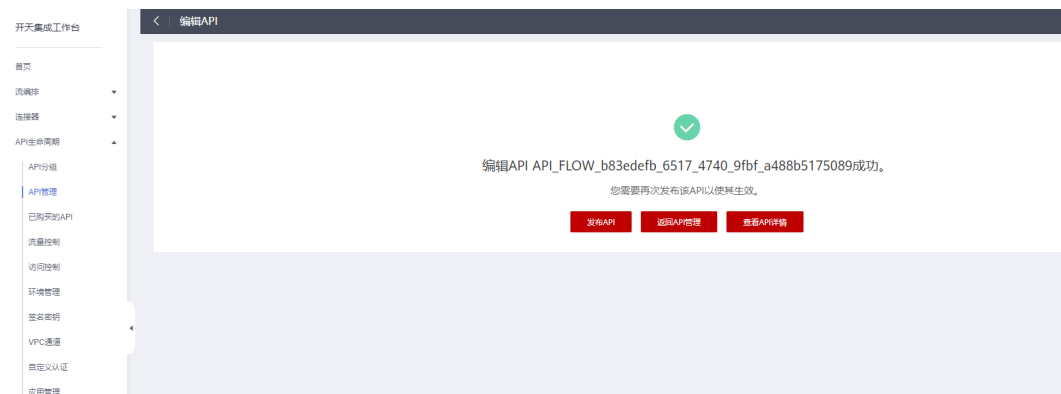 开天集成工作台
编辑API
首页
流编排
连接器
API生命周期
API分组
API管理
已购买的API
流量控制
访问控制
环境管理
签名密钥
VPC通道
自定义认证
应用管理
编辑API API_FLOW_b83edefb_6517_4740_9fbf_a488b5175089成功。
您需要再次发布该API以使其生效。
发布API
返回API管理
查看API详情